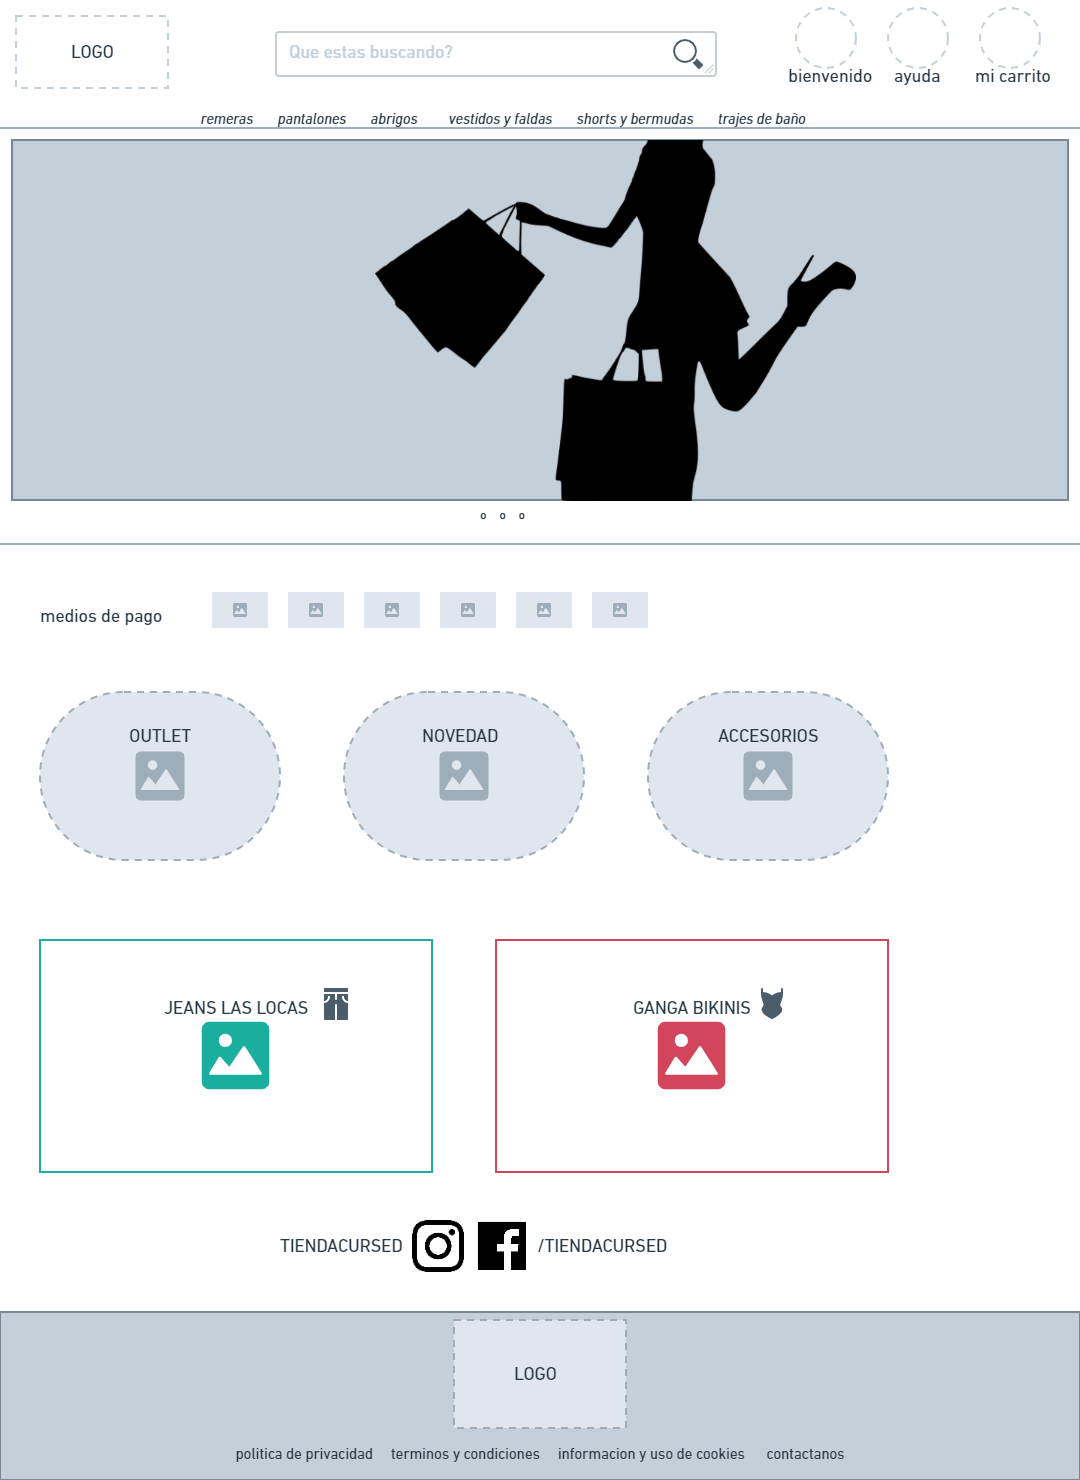 LOGO
Que estas buscando?
bienvenido
ayuda
mi carrito
remeras pantalones abrigos vestidos y faldas shorts y bermudas trajes de baño
medios de pago
OUTLET
NOVEDAD
ACCESORIOS
JEANS LAS LOCAS
GANGA BIKINIS
TIENDACURSED
/TIENDACURSED
LOGO
politica de privacidad terminos y condiciones informacion y uso de cookies contactanos